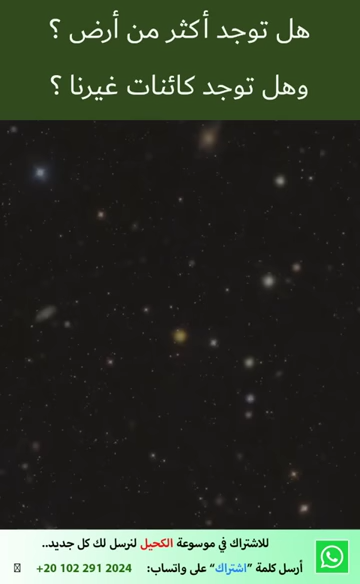 هل توجد أكثر من أرض ؟
وهل توجد كائنات غيرنا ؟
للاشتراك في موسوعة الكحيل لنرسل لك كل جديد..
أرسل كلمة "اشتراك" على واتساب: +20 102 291 2024